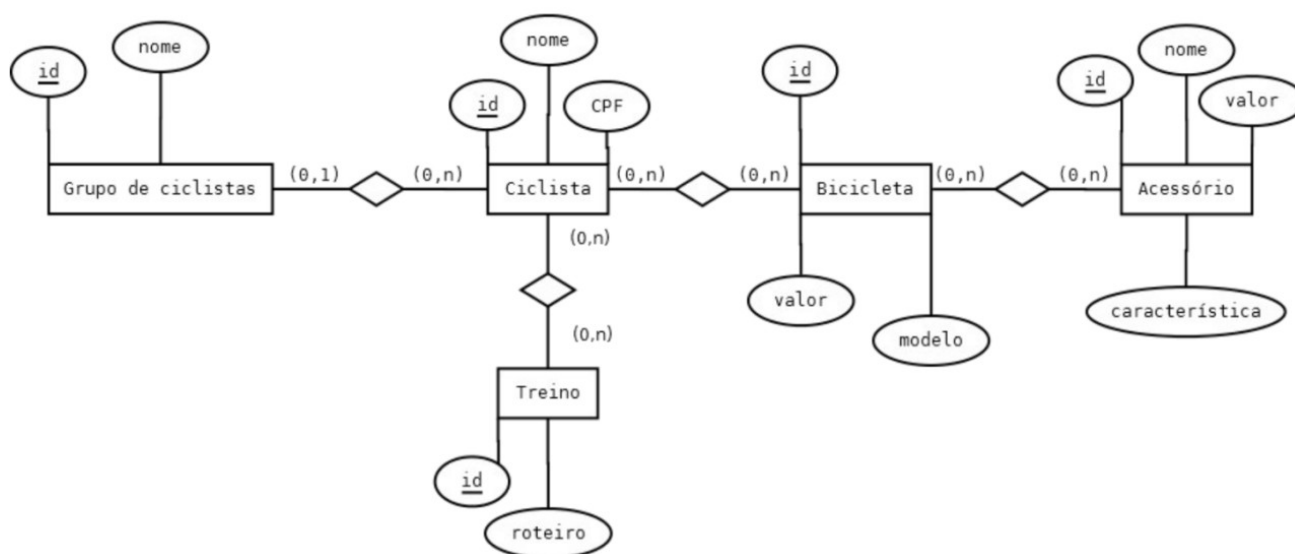 nome
nome
nome
id
id
id
id
CPF
valor
Grupo de ciclistas
(0,1)
(0,n)
Ciclista
(0,n)
(0,n)
Bicicleta
(0,n)
(0,n)
Acessório
(0,n)
valor
característica
(0,n)
modelo
Treino
id
roteiro